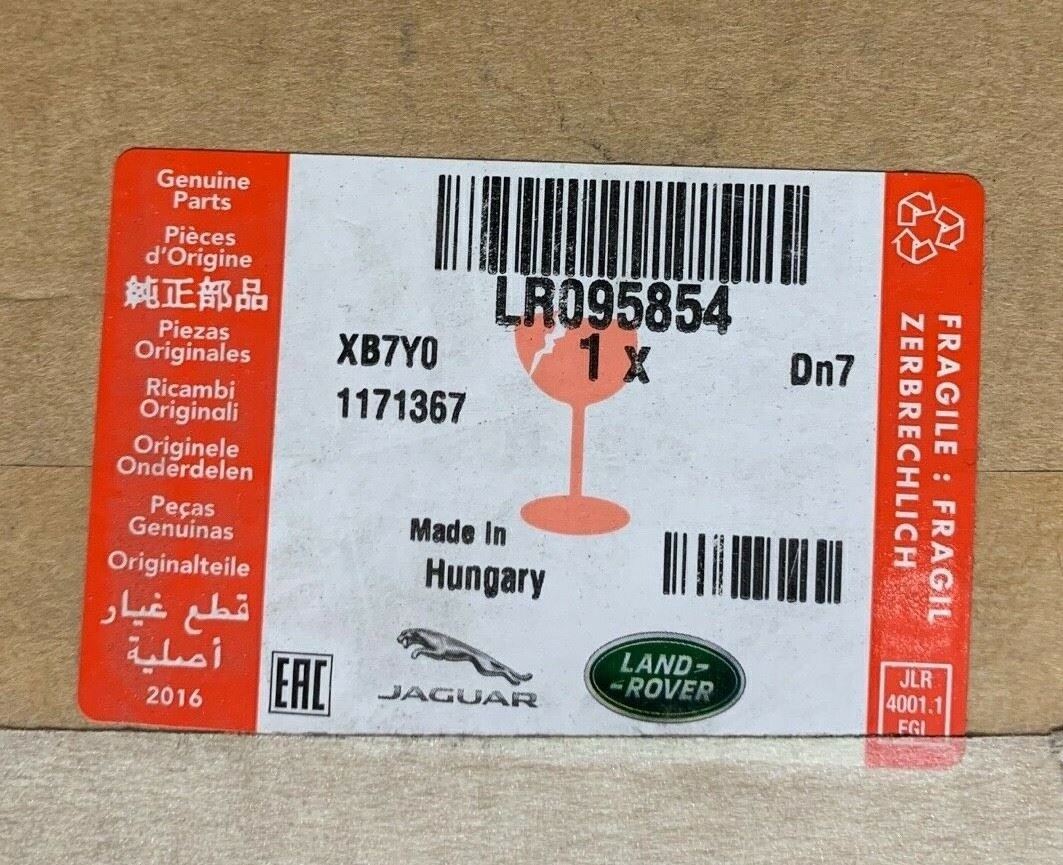 Genuine
Parts
Pièces
d'Origine
純正部品
Piezas
Originales
Ricambi
Originali
Originele
Onderdelen
Peças
Genuinas
Originalteile
قطع غيار
أصلية
2016
LR095854
1 x
XB7Y0
Dn7
1171367
Made In
Hungary
EAC
JAGUAR
LAND-
-ROVER
FRAGILE : FRAGIL
ZERBRECHLICH
JLR
4001.1
EGL